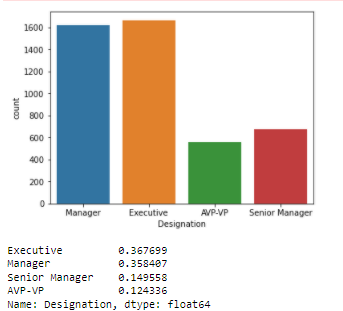 1600
1400
1200
1000
800
600
400
200
0
count
Manager Executive AVP-VP Senior Manager
Designation
Executive 0.367699
Manager 0.358407
Senior Manager 0.149558
AVP-VP 0.124336
Name: Designation, dtype: float64